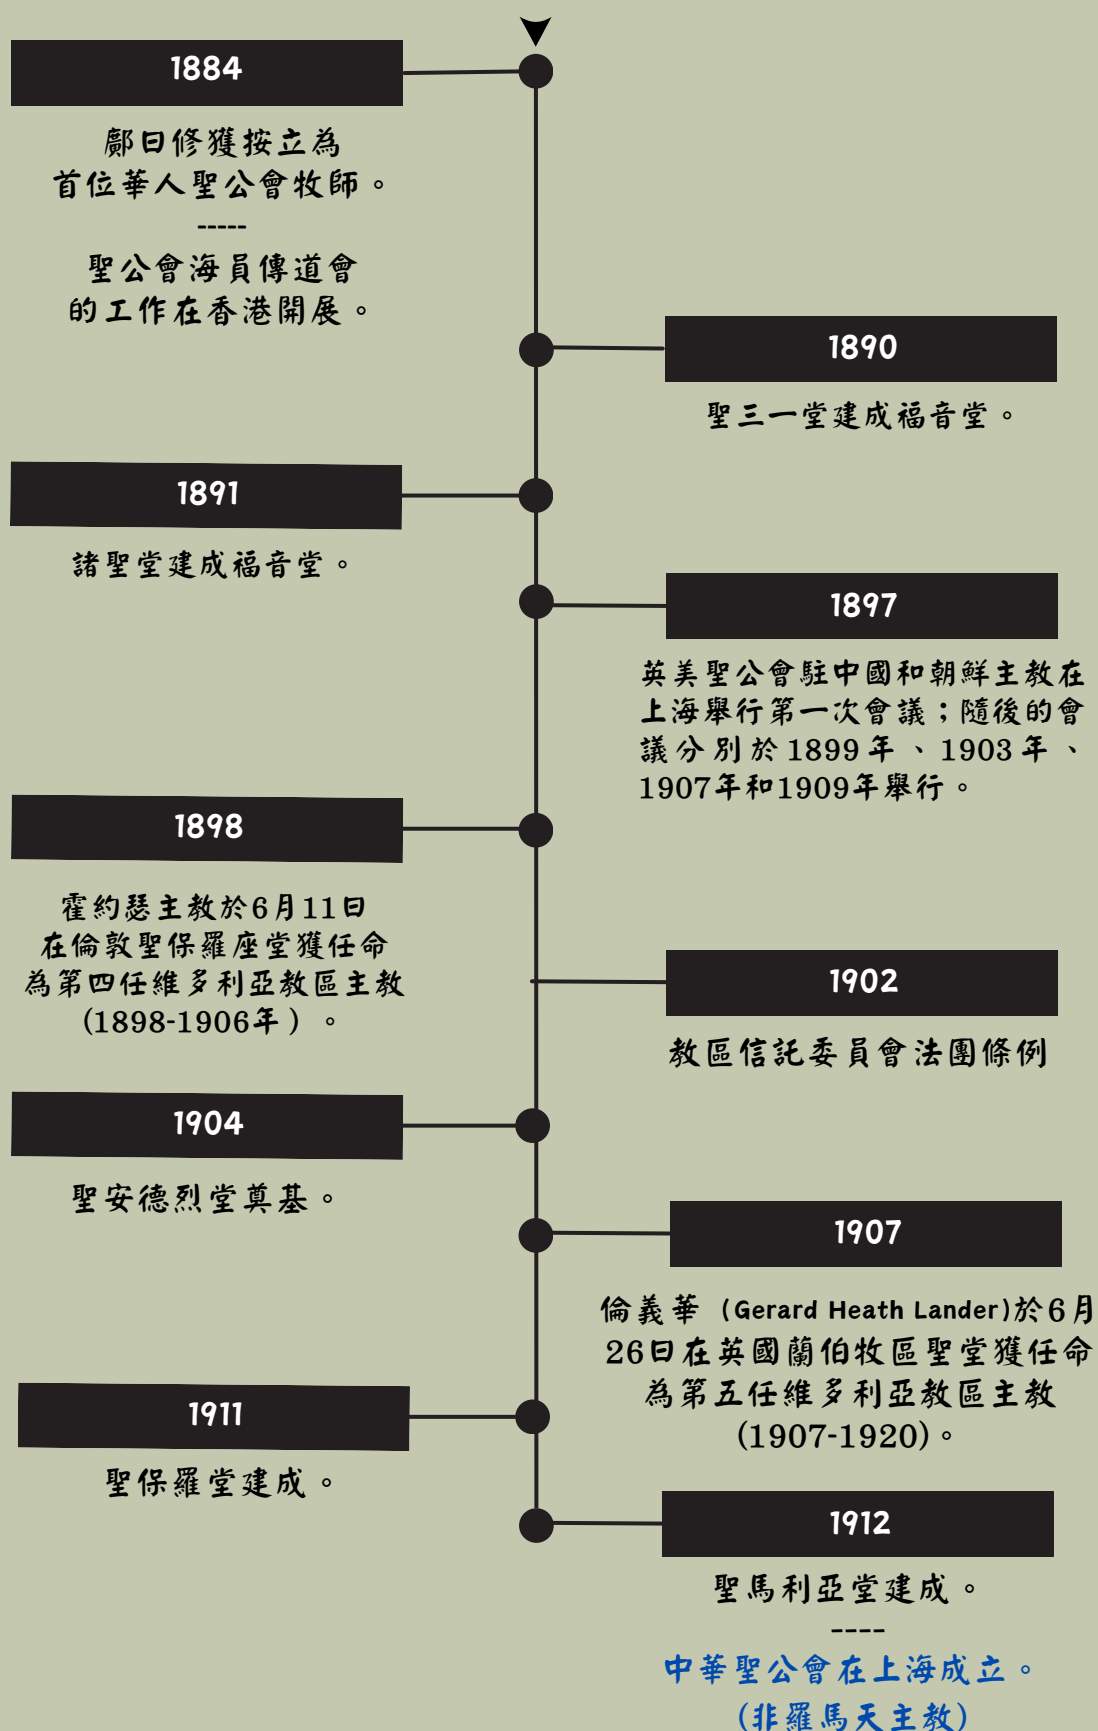 1884
鄺日修獲按立為
首位華人聖公會牧師。
-----
聖公會海員傳道會
的工作在香港開展。
1890
聖三一堂建成福音堂。
1891
諸聖堂建成福音堂。
1897
英美聖公會駐中國和朝鮮主教在
上海舉行第一次會議；隨後的會
議分別於1899年、1903年、
1907年和1909年舉行。
1898
霍約瑟主教於6月11日
在倫敦聖保羅座堂獲任命
為第四任維多利亞教區主教
(1898-1906年）。
1902
教區信託委員會法團條例
1904
聖安德烈堂奠基。
1907
倫義華 (Gerard Heath Lander)於6月
26日在英國蘭伯牧區聖堂獲任命
為第五任維多利亞教區主教
(1907-1920)。
1911
聖保羅堂建成。
1912
聖馬利亞堂建成。
----
中華聖公會在上海成立。
(非羅馬天主教)